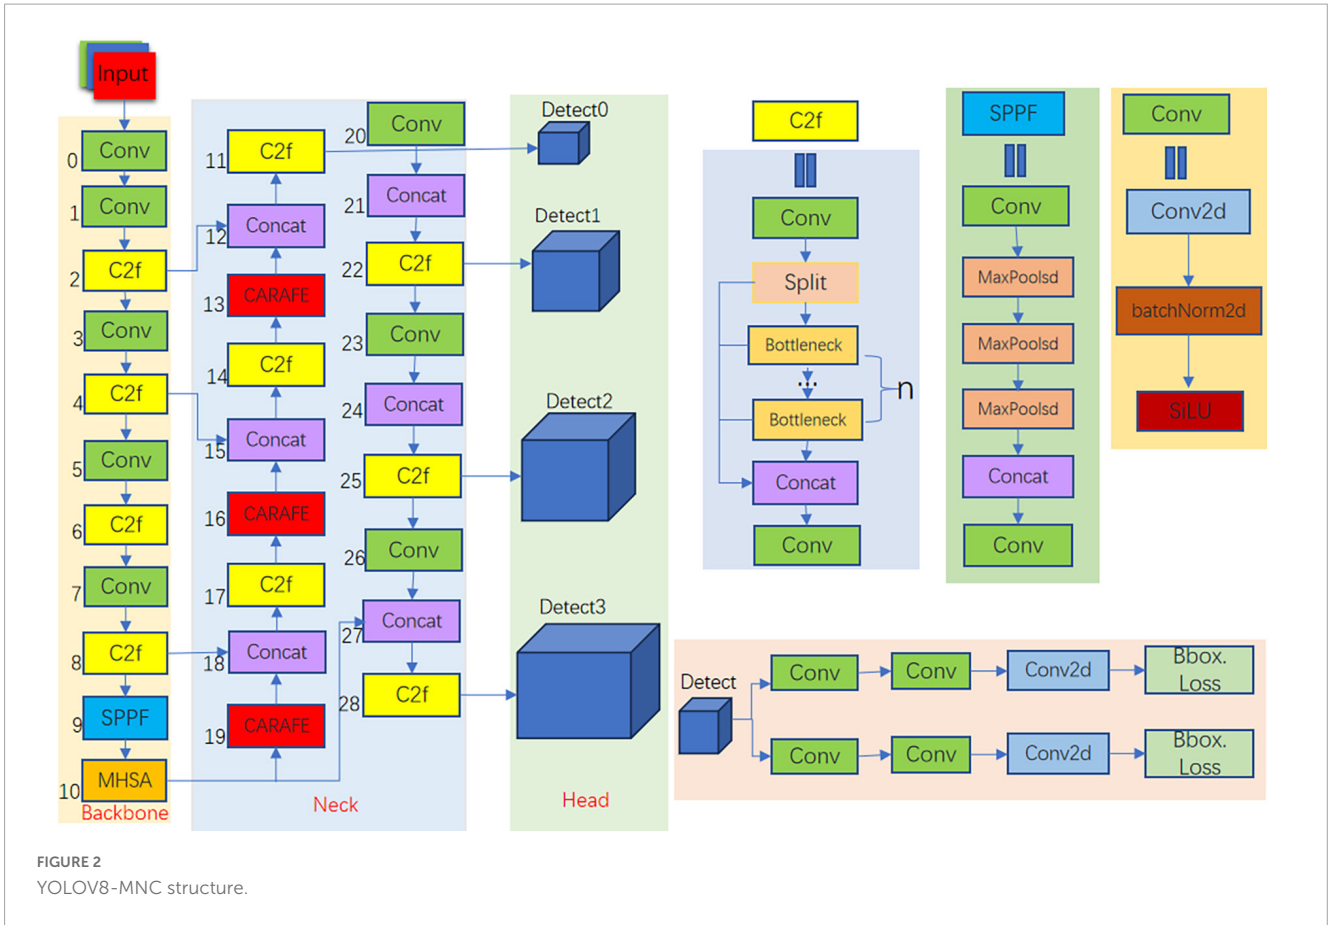 Input
0 Conv
1 Conv
2 C2f
3 Conv
4 C2f
5 Conv
6 C2f
7 Conv
8 C2f
9 SPPF
10 MHSA
Backbone
11 C2f
12 Concat
13 CARAFE
14 C2f
15 Concat
16 CARAFE
17 C2f
18 Concat
19 CARAFE
20 Conv
21 Concat
22 C2f
23 Conv
24 Concat
25 C2f
26 Conv
27 Concat
28 C2f
Neck
Detect0
Detect1
Detect2
Detect3
Head
C2f
Conv
Split
Bottleneck
...
Bottleneck
n
Concat
Conv
SPPF
Conv
MaxPoolsd
MaxPoolsd
MaxPoolsd
Concat
Conv
Conv
Conv2d
batchNorm2d
SiLU
Detect
Conv Conv Conv2d Bbox.
Loss
Conv Conv Conv2d Bbox.
Loss
FIGURE 2
YOLOV8-MNC structure.